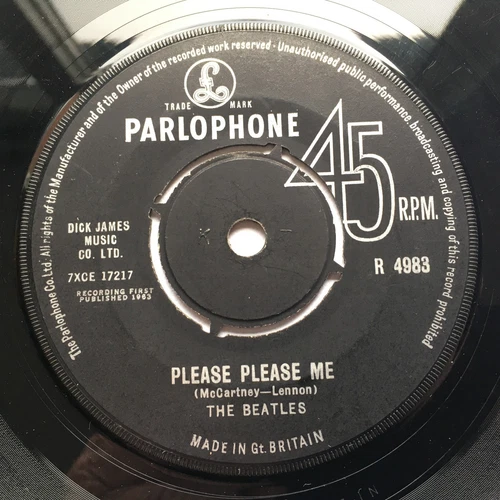 The Parlophone Co. Ltd. All rights of the Manufacturer and of the Owner of the recorded work reserved · Unauthorised public performance, broadcasting and copying of this record prohibited
£
TRADE MARK
PARLOPHONE
45 R.P.M.
DICK JAMES
MUSIC
CO. LTD.
7XCE 17217
R 4983
RECORDING FIRST
PUBLISHED 1963
PLEASE PLEASE ME
(McCartney—Lennon)
THE BEATLES
MADE IN Gt. BRITAIN